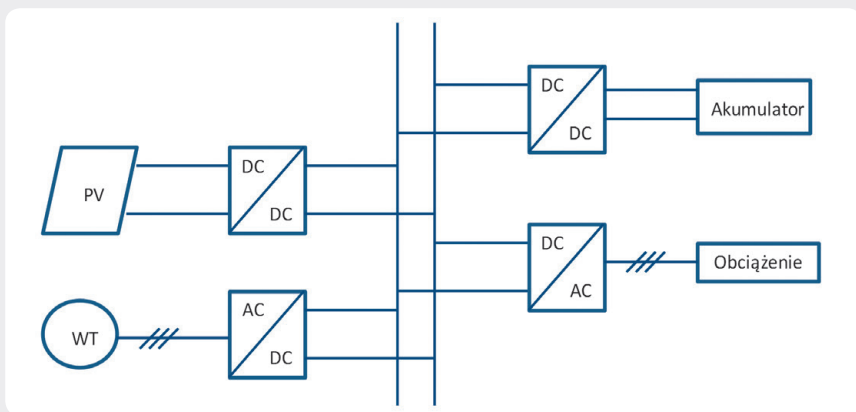 DC
DC
Akumulator
PV
DC
DC
DC
AC
Obciążenie
WT
AC
DC